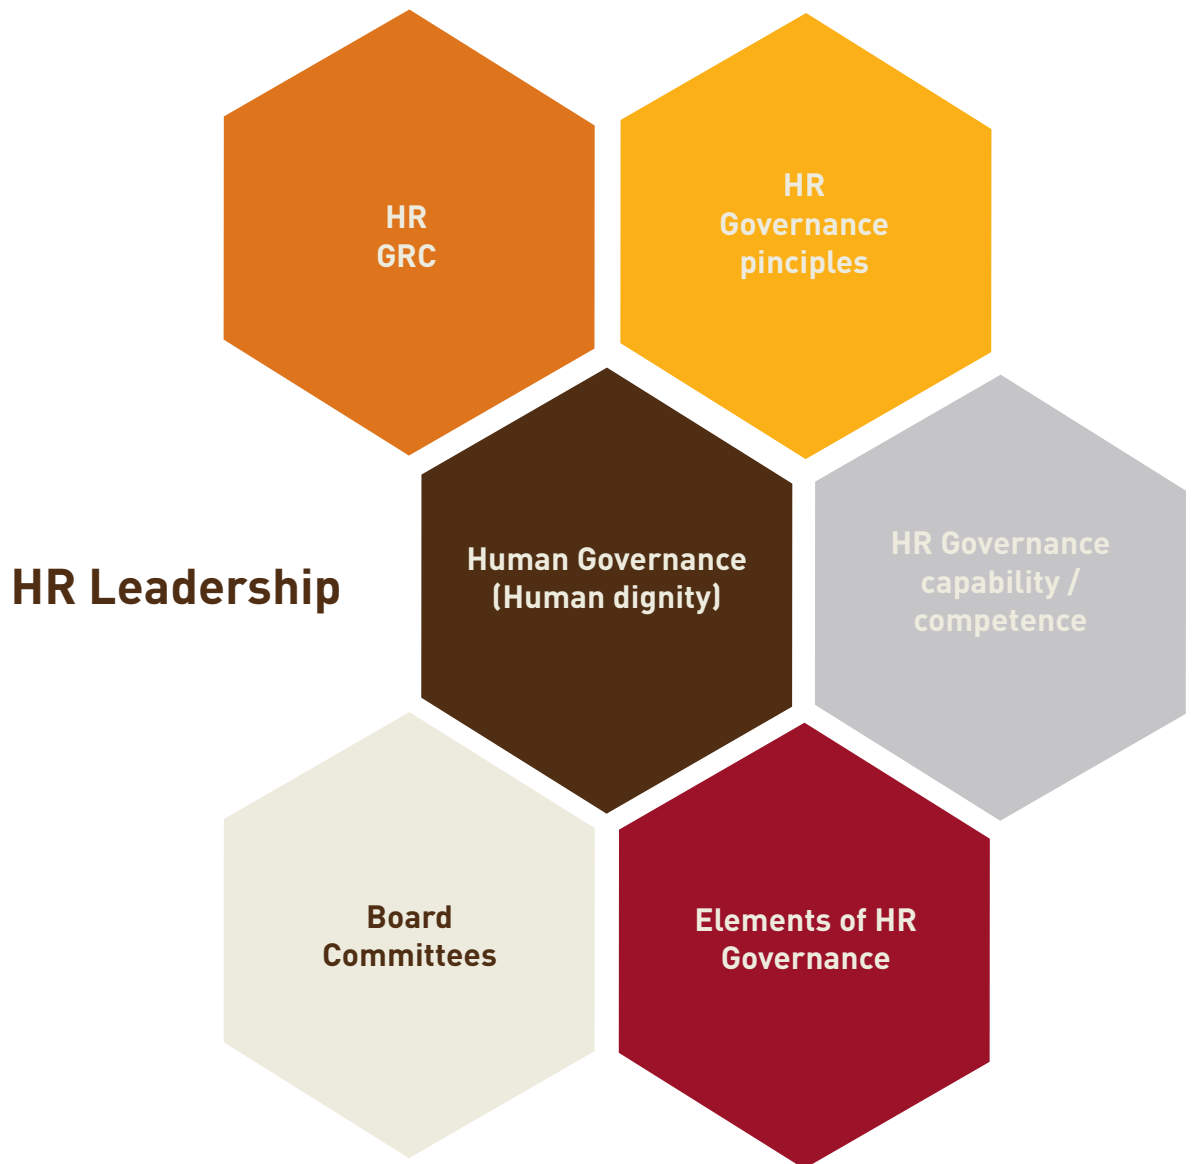 HR
GRC
HR
Governance
pinciples
HR Leadership
Human Governance
(Human dignity)
HR Governance
capability /
competence
Board
Committees
Elements of HR
Governance